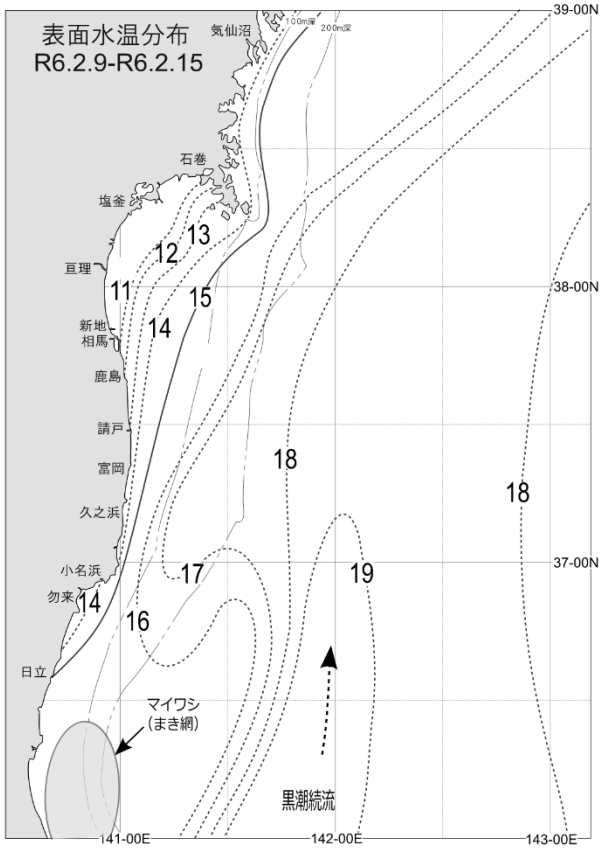 表面水温分布
R6.2.9-R6.2.15
気仙沼
100m深
200m深
39-00N
石巻
塩釜
13
12
亘理
11
15
38-00N
新地
14
相馬
鹿島
請戸
18
富岡
18
久之浜
小名浜
17
19
37-00N
勿来
14
16
日立
マイワシ
(まき網)
黒潮続流
141-00E
142-00E
143-00E